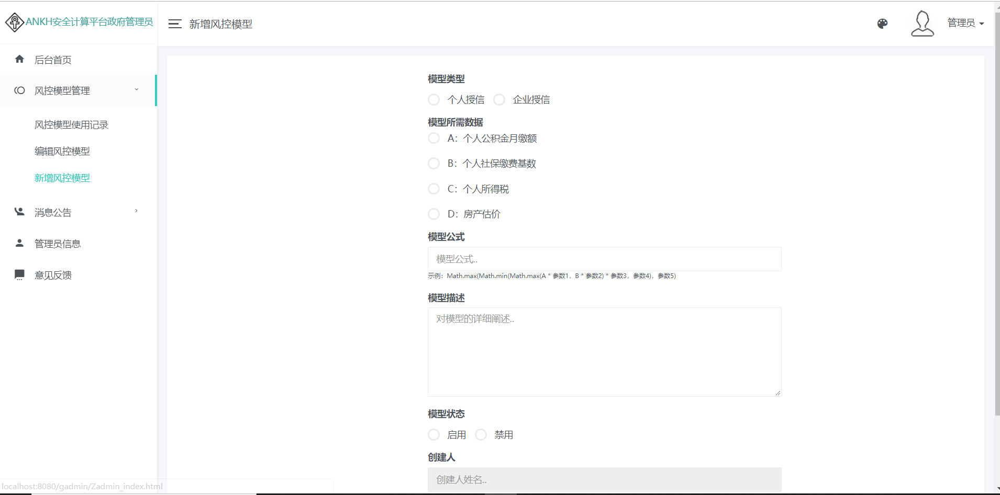 ANKH安全计算平台政府管理员
新增风控模型
管理员
后台首页
风控模型管理
风控模型使用记录
编辑风控模型
新增风控模型
消息公告
管理员信息
意见反馈
模型类型
个人授信 企业授信
模型所需数据
A：个人公积金月缴额
B：个人社保缴费基数
C：个人所得税
D：房产估价
模型公式
模型公式..
示例：Math.max(Math.min(Math.max(A * 参数1，B * 参数2) * 参数3，参数4)，参数5)
模型描述
对模型的详细阐述..
模型状态
启用 禁用
创建人
创建人姓名..
localhost:8080/gadmin/Zadmin_index.html